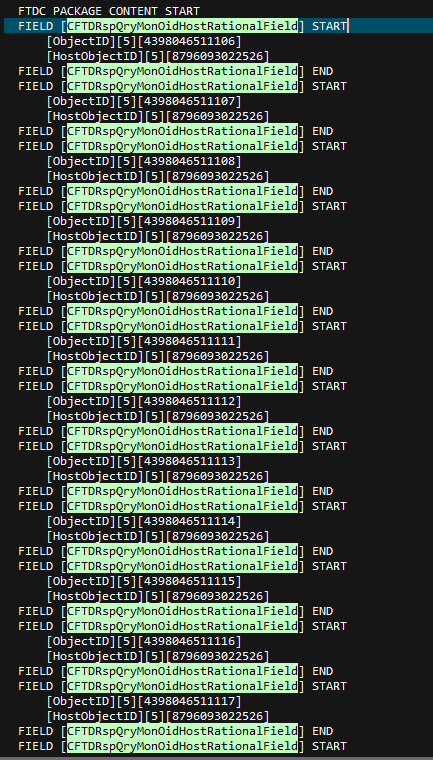 FTDC PACKAGE CONTENT START
FIELD [CFTDRspQryMonOidHostRationalField] START
[ObjectID][5][4398046511106]
[HostObjectID][5][8796093022526]
FIELD [CFTDRspQryMonOidHostRationalField] END
FIELD [CFTDRspQryMonOidHostRationalField] START
[ObjectID][5][4398046511107]
[HostObjectID][5][8796093022526]
FIELD [CFTDRspQryMonOidHostRationalField] END
FIELD [CFTDRspQryMonOidHostRationalField] START
[ObjectID][5][4398046511108]
[HostObjectID][5][8796093022526]
FIELD [CFTDRspQryMonOidHostRationalField] END
FIELD [CFTDRspQryMonOidHostRationalField] START
[ObjectID][5][4398046511109]
[HostObjectID][5][8796093022526]
FIELD [CFTDRspQryMonOidHostRationalField] END
FIELD [CFTDRspQryMonOidHostRationalField] START
[ObjectID][5][4398046511110]
[HostObjectID][5][8796093022526]
FIELD [CFTDRspQryMonOidHostRationalField] END
FIELD [CFTDRspQryMonOidHostRationalField] START
[ObjectID][5][4398046511111]
[HostObjectID][5][8796093022526]
FIELD [CFTDRspQryMonOidHostRationalField] END
FIELD [CFTDRspQryMonOidHostRationalField] START
[ObjectID][5][4398046511112]
[HostObjectID][5][8796093022526]
FIELD [CFTDRspQryMonOidHostRationalField] END
FIELD [CFTDRspQryMonOidHostRationalField] START
[ObjectID][5][4398046511113]
[HostObjectID][5][8796093022526]
FIELD [CFTDRspQryMonOidHostRationalField] END
FIELD [CFTDRspQryMonOidHostRationalField] START
[ObjectID][5][4398046511114]
[HostObjectID][5][8796093022526]
FIELD [CFTDRspQryMonOidHostRationalField] END
FIELD [CFTDRspQryMonOidHostRationalField] START
[ObjectID][5][4398046511115]
[HostObjectID][5][8796093022526]
FIELD [CFTDRspQryMonOidHostRationalField] END
FIELD [CFTDRspQryMonOidHostRationalField] START
[ObjectID][5][4398046511116]
[HostObjectID][5][8796093022526]
FIELD [CFTDRspQryMonOidHostRationalField] END
FIELD [CFTDRspQryMonOidHostRationalField] START
[ObjectID][5][4398046511117]
[HostObjectID][5][8796093022526]
FIELD [CFTDRspQryMonOidHostRationalField] END
FIELD [CFTDRspQryMonOidHostRationalField] START